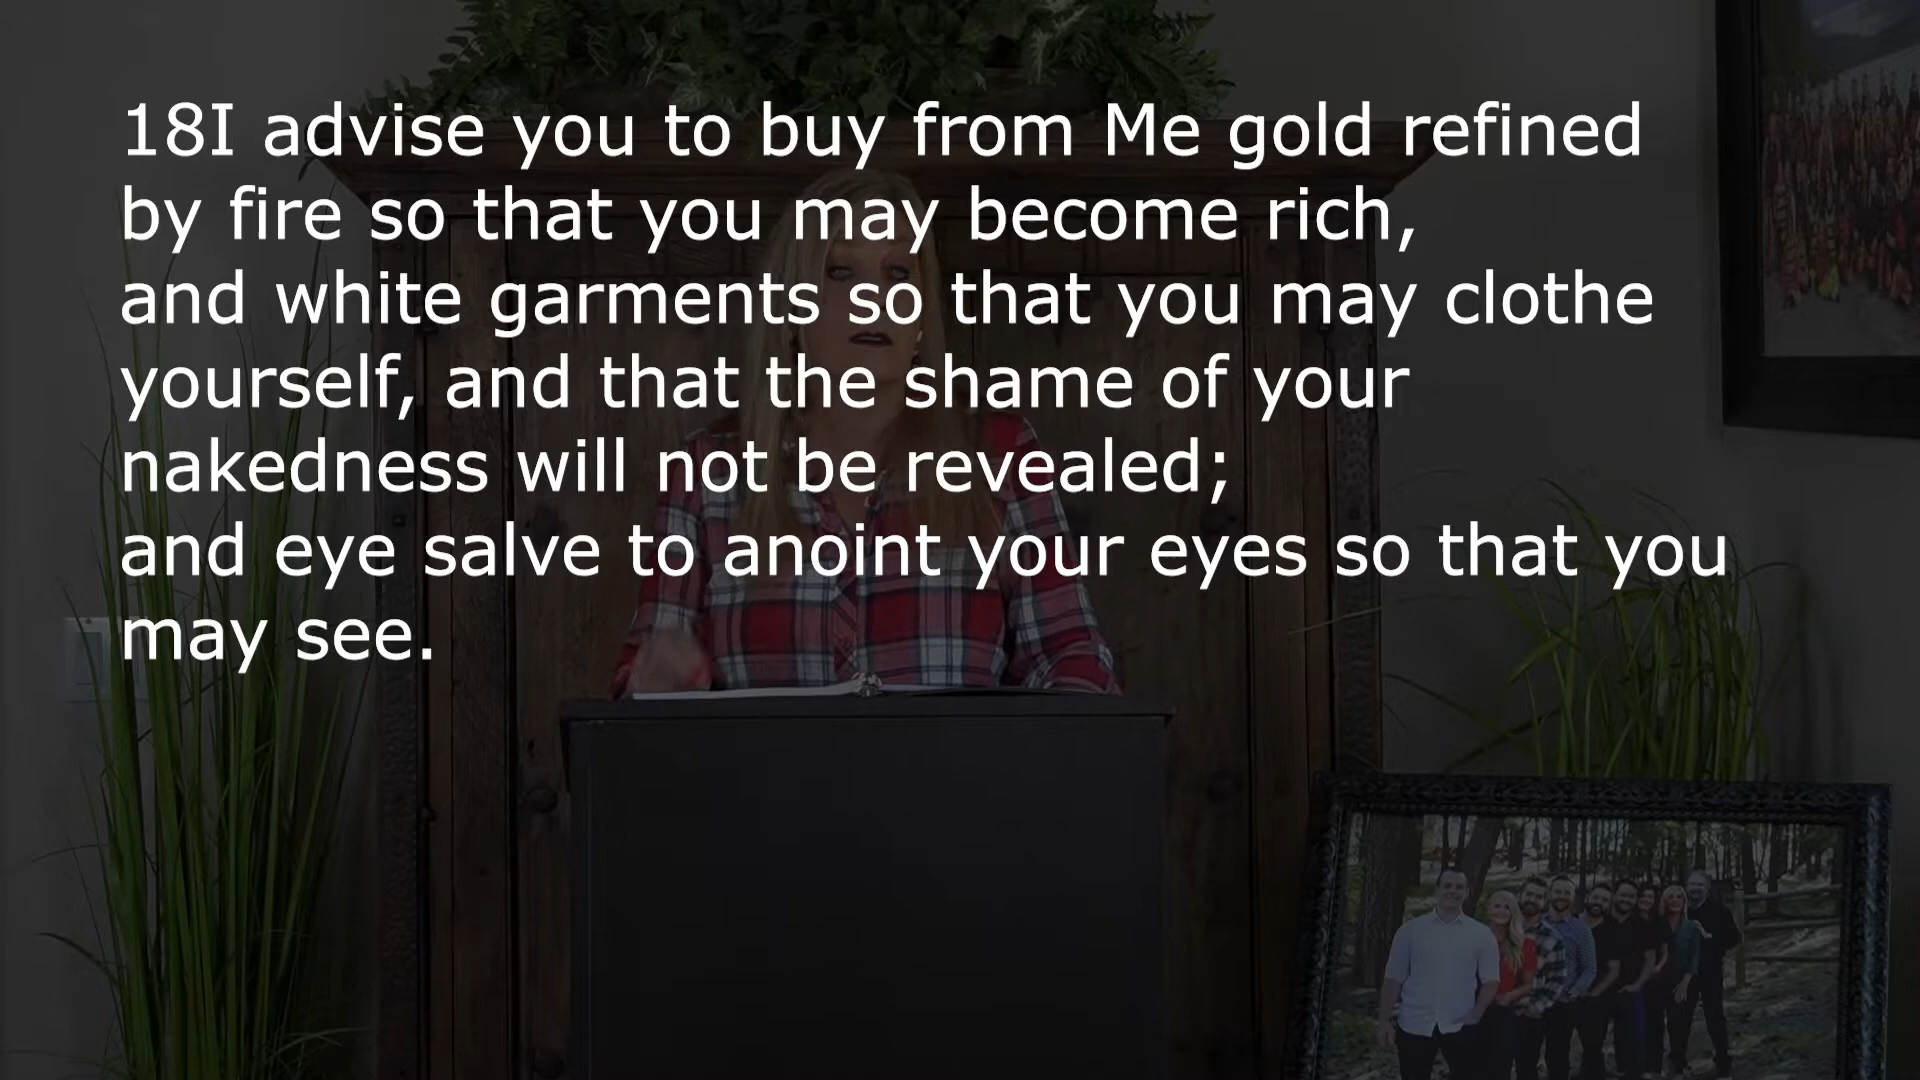 18I advise you to buy from Me gold refined
by fire so that you may become rich,
and white garments so that you may clothe
yourself, and that the shame of your
nakedness will not be revealed;
and eye salve to anoint your eyes so that you
may see.